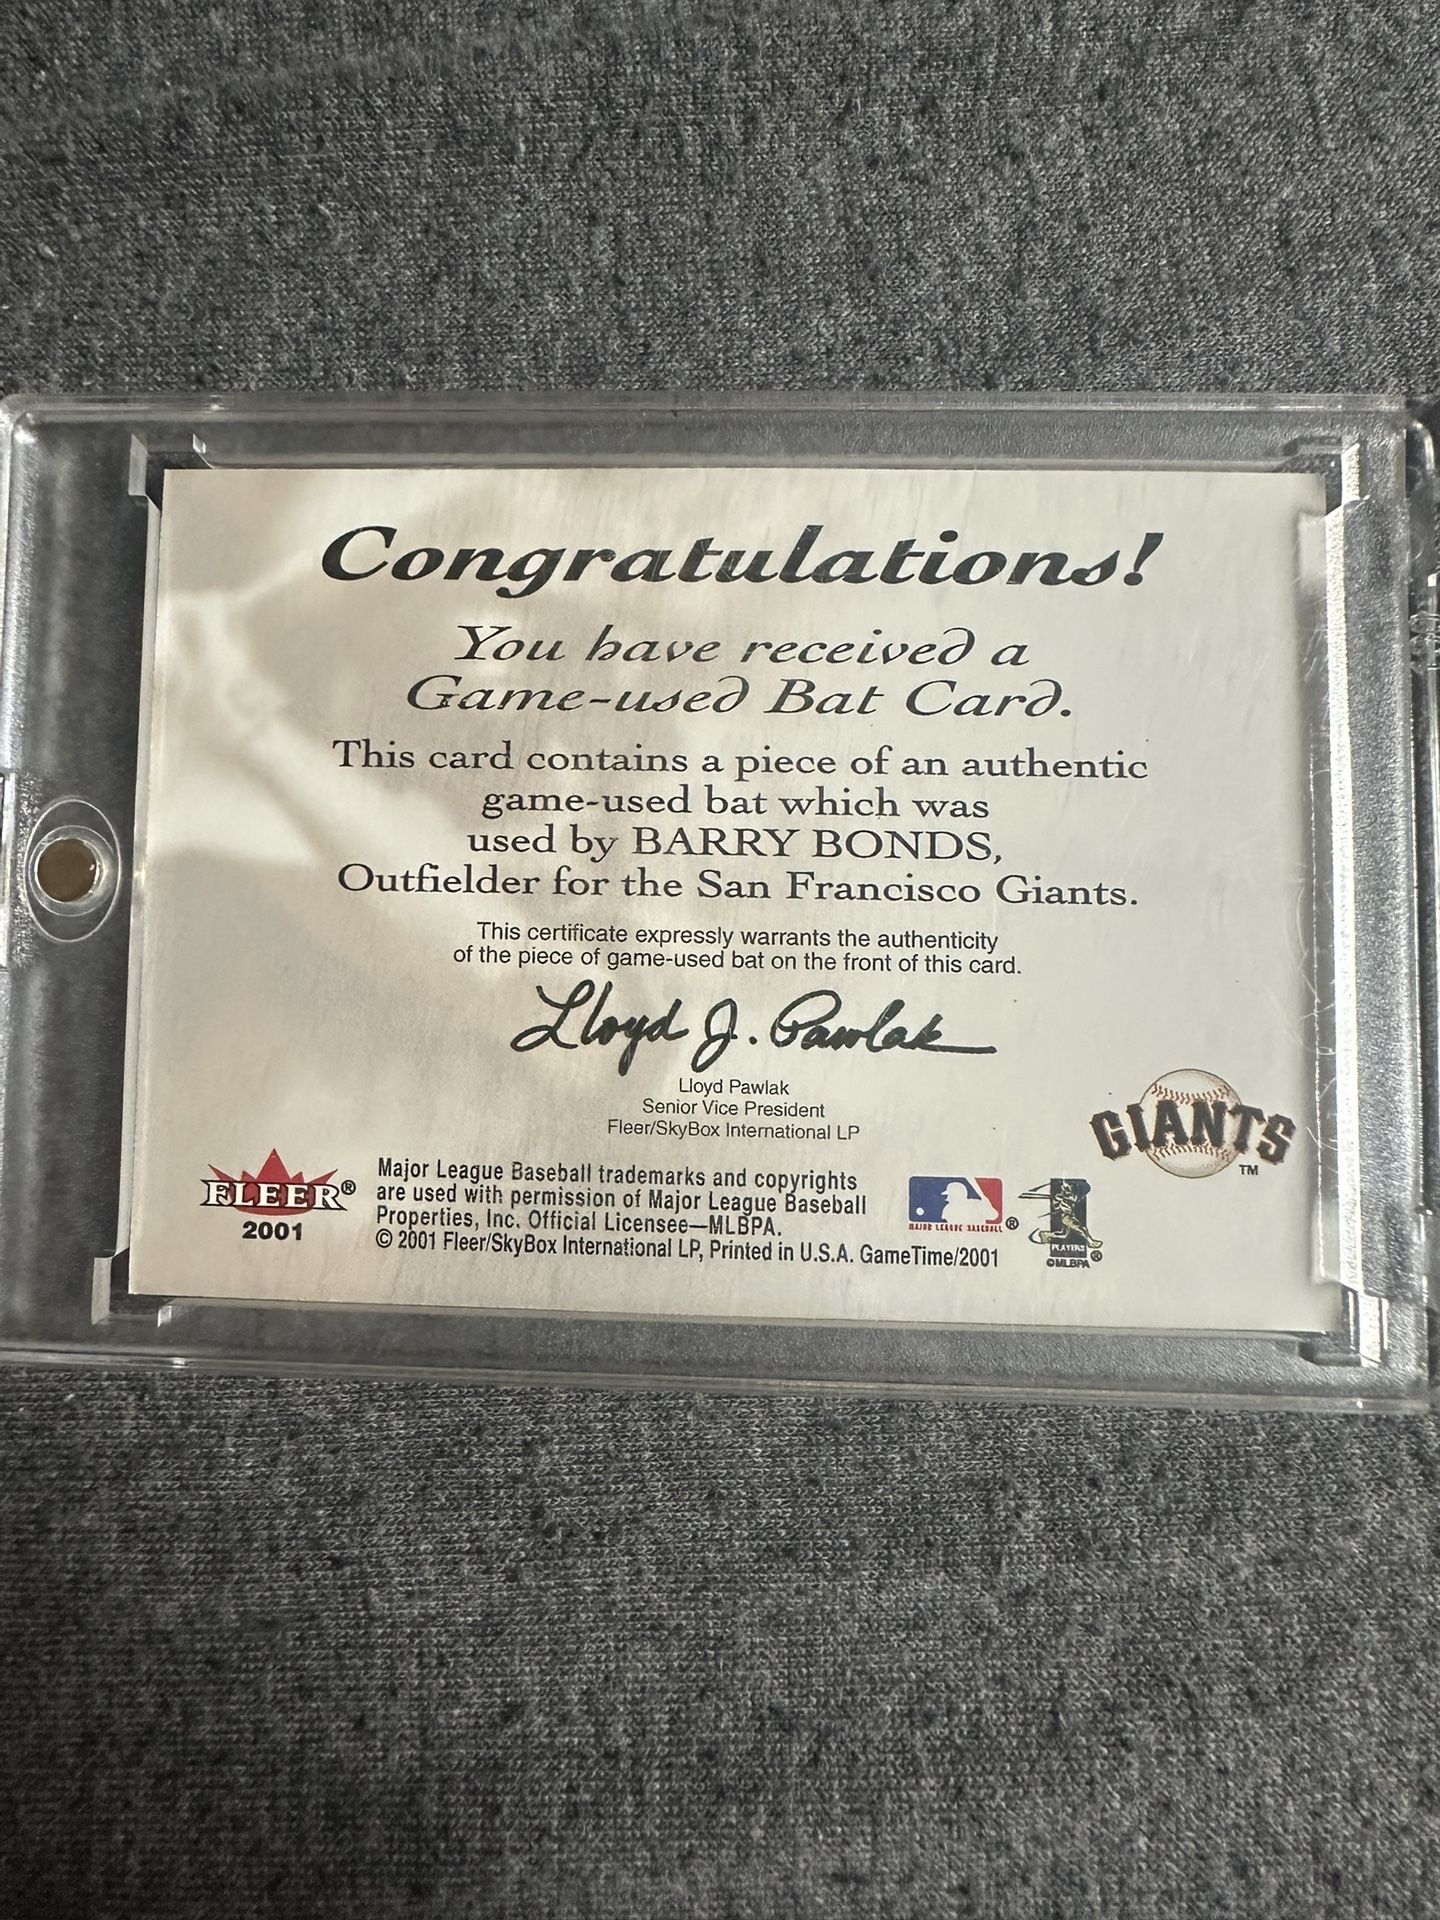 Congratulations!
You have received a
Game-used Bat Card.
This card contains a piece of an authentic
game-used bat which was
used by BARRY BONDS,
Outfielder for the San Francisco Giants.
This certificate expressly warrants the authenticity
of the piece of game-used bat on the front of this card.
Lloyd J. Pawlak
Lloyd Pawlak
Senior Vice President
Fleer/SkyBox International LP
GIANTS
TM
FLEER®
2001
Major League Baseball trademarks and copyrights
are used with permission of Major League Baseball
Properties, Inc. Official Licensee—MLBPA.
© 2001 Fleer/SkyBox International LP, Printed in U.S.A. GameTime/2001
MAJOR LEAGUE BASEBALL ®
PLAYERS ®
©MLBPA